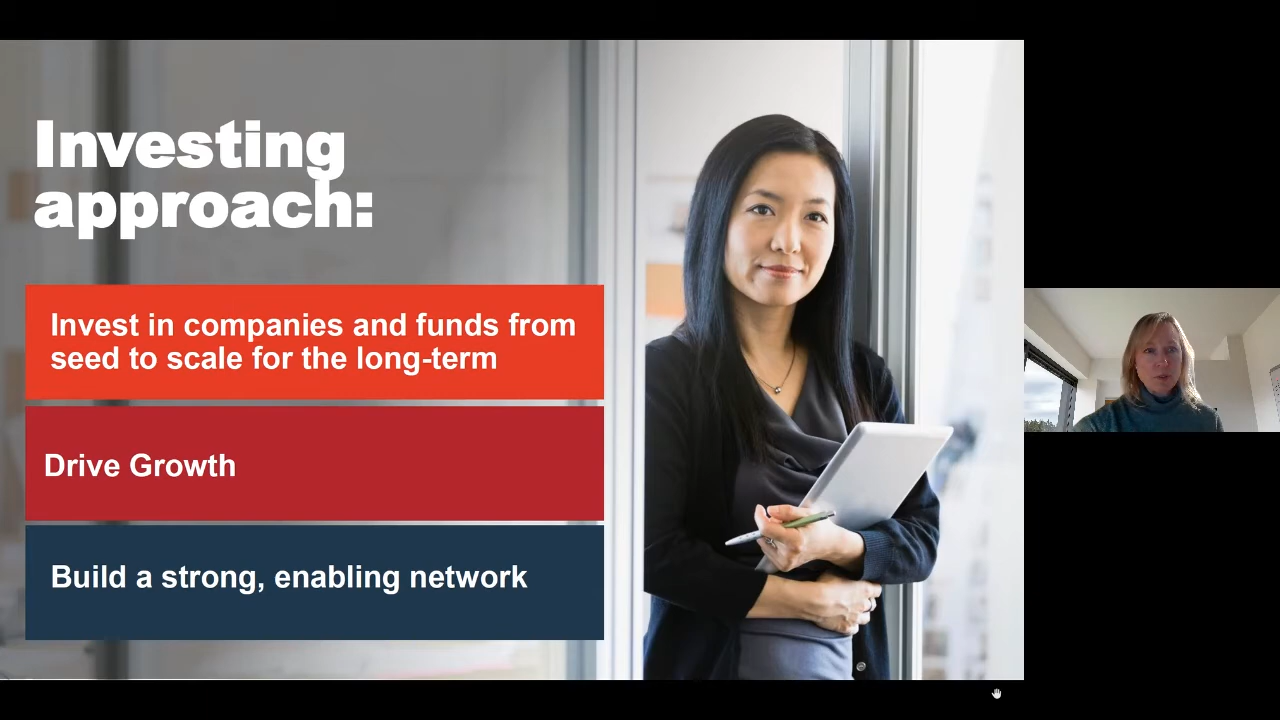 Investing
approach:
Invest in companies and funds from
seed to scale for the long-term
Drive Growth
Build a strong, enabling network